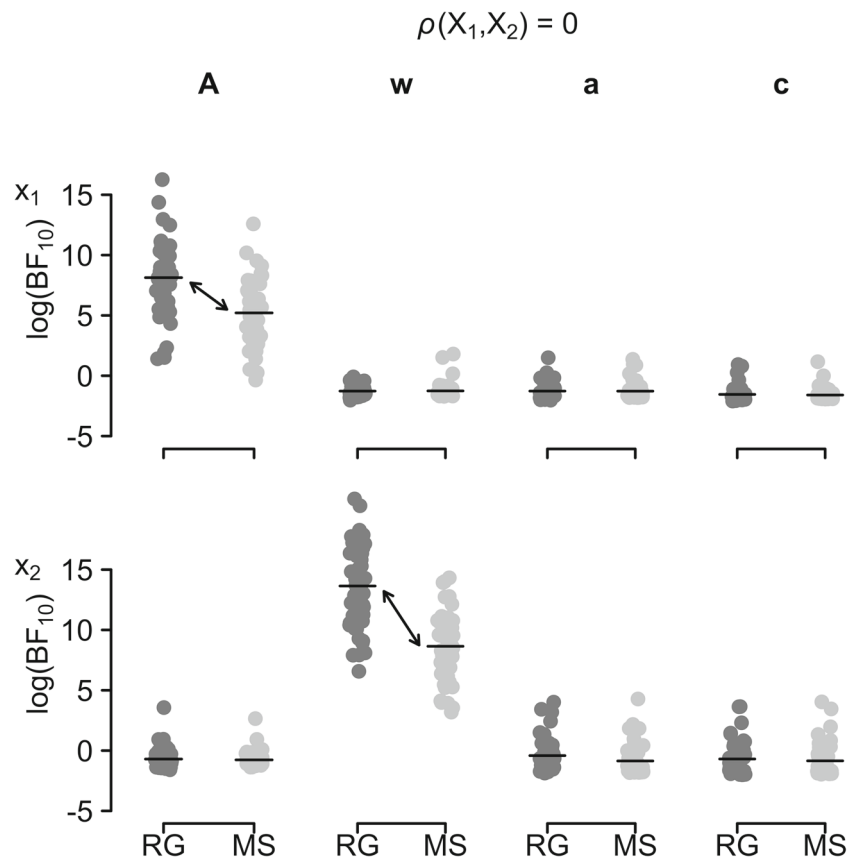 ρ(X₁,X₂) = 0
A w a c
x₁
log(BF₁₀)
15
10
5
0
-5
x₂
log(BF₁₀)
15
10
5
0
-5
RG MS RG MS RG MS RG MS